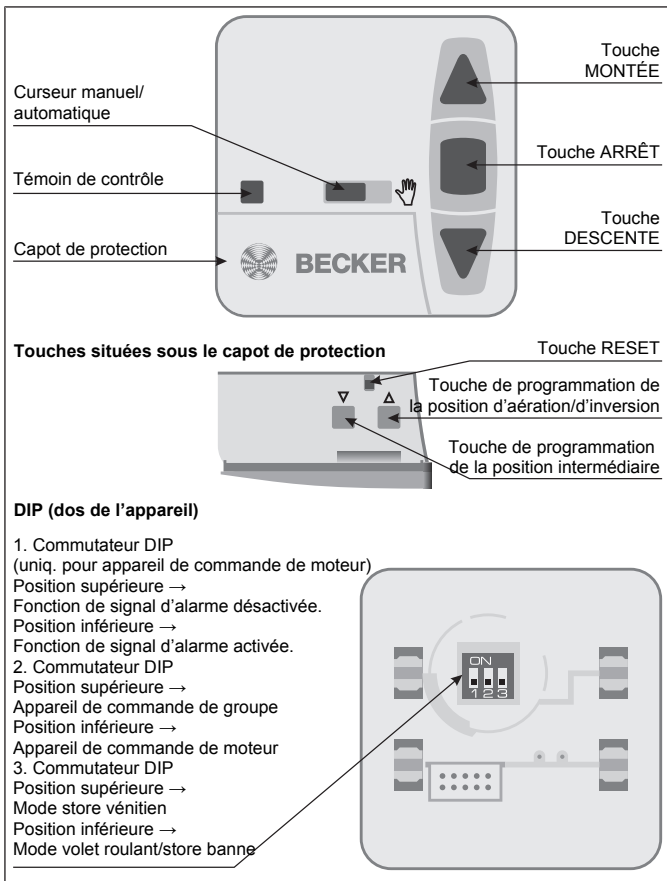 Touche
MONTÉE
Curseur manuel/
automatique
Touche ARRÊT
Témoin de contrôle
Touche
DESCENTE
Capot de protection
BECKER
Touches situées sous le capot de protection
Touche RESET
Touche de programmation de
la position d'aération/d'inversion
Touche de programmation
de la position intermédiaire
DIP (dos de l'appareil)
1. Commutateur DIP
(uniq. pour appareil de commande de moteur)
Position supérieure →
Fonction de signal d'alarme désactivée.
Position inférieure →
Fonction de signal d'alarme activée.
2. Commutateur DIP
Position supérieure →
Appareil de commande de groupe
Position inférieure →
Appareil de commande de moteur
3. Commutateur DIP
Position supérieure →
Mode store vénitien
Position inférieure →
Mode volet roulant/store banne
ON
1 2 3